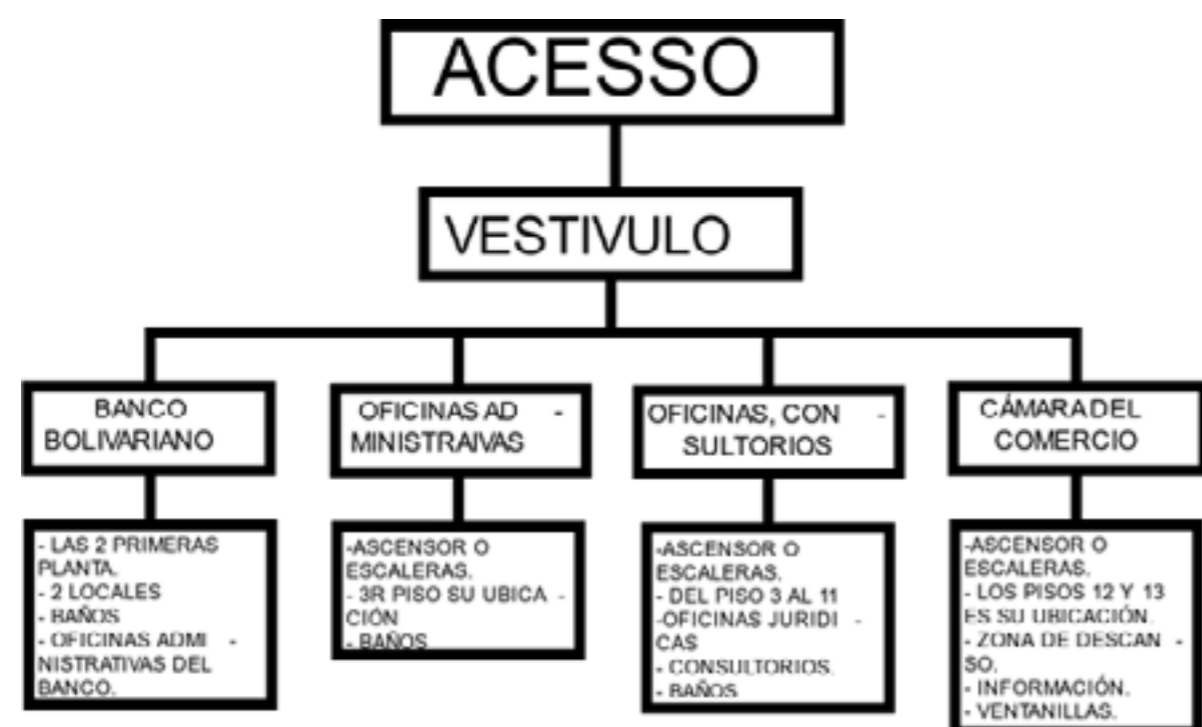 ACESSO
VESTIVULO
BANCO
BOLIVARIANO
- LAS 2 PRIMERAS
PLANTA.
- 2 LOCALES
- BAÑOS
- OFICINAS ADMI -
NISTRATIVAS DEL
BANCO.
OFICINAS AD -
MINISTRAIVAS
-ASCENSOR O
ESCALERAS.
- 3R PISO SU UBICA -
CIÓN
- BAÑOS
OFICINAS, CON -
SULTORIOS
-ASCENSOR O
ESCALERAS.
- DEL PISO 3 AL 11
-OFICINAS JURIDI -
CAS
- CONSULTORIOS.
- BAÑOS
CÁMARA DEL
COMERCIO
-ASCENSOR O
ESCALERAS.
- LOS PISOS 12 Y 13
ES SU UBICACIÓN.
- ZONA DE DESCAN -
SO.
- INFORMACIÓN.
- VENTANILLAS.